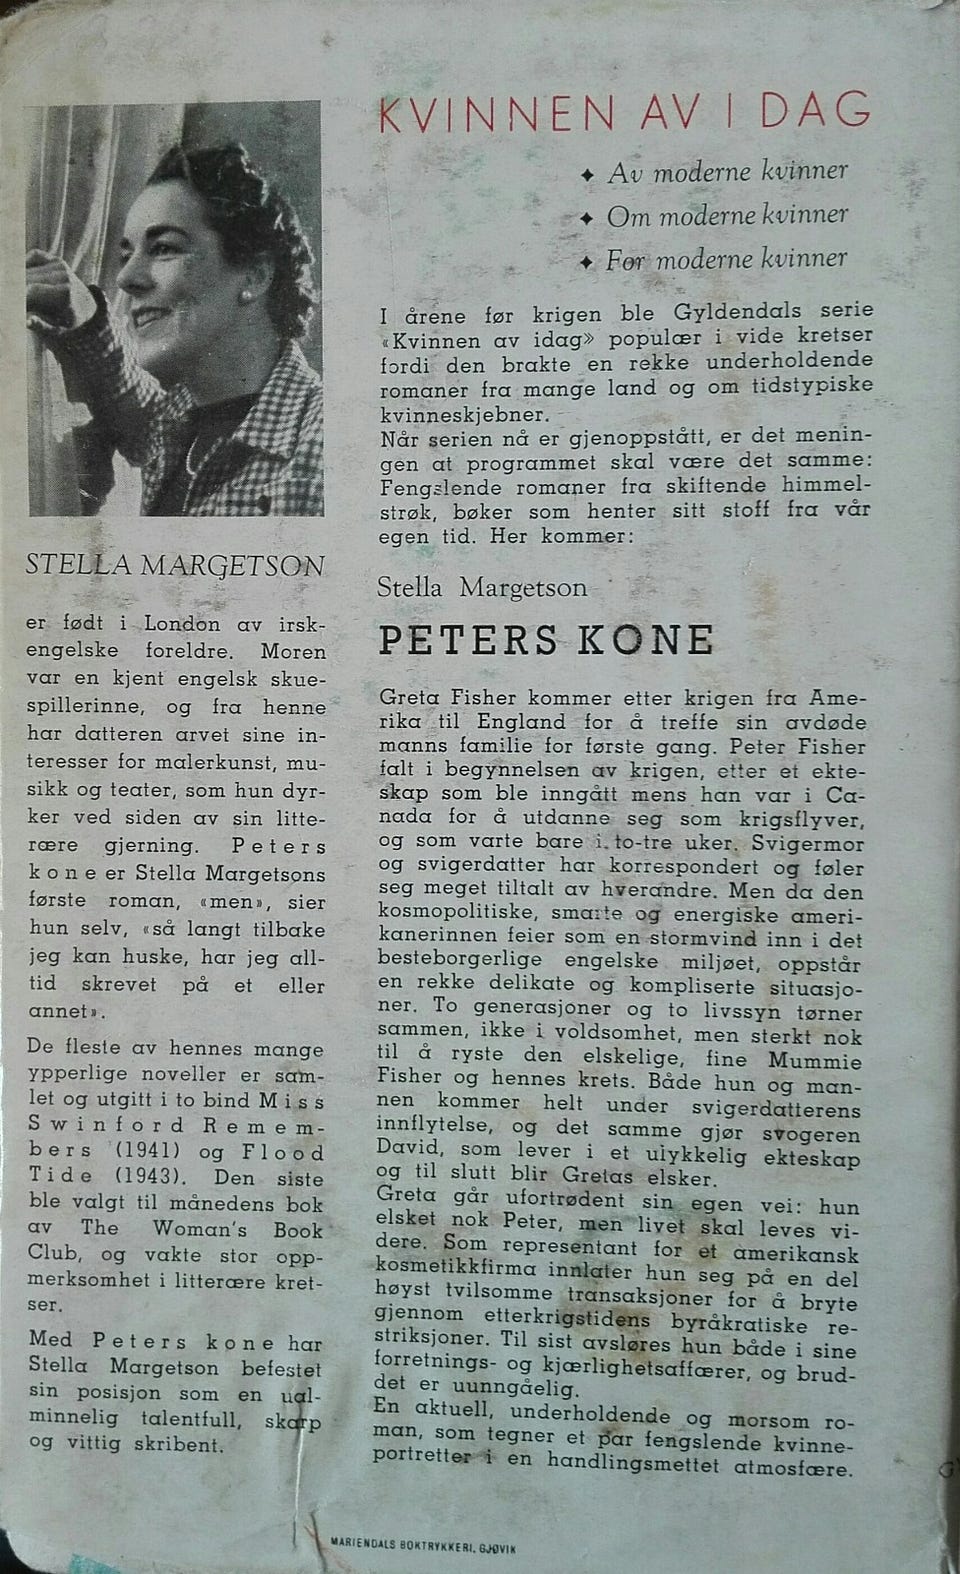 KVINNEN AV I DAG
✦ Av moderne kvinner
✦ Om moderne kvinner
✦ For moderne kvinner
I årene før krigen ble Gyldendals serie
«Kvinnen av idag» populær i vide kretser
fordi den brakte en rekke underholdende
romaner fra mange land og om tidstypiske
kvinneskjebner.
Når serien nå er gjenoppstått, er det menin-
gen at programmet skal være det samme:
Fengslende romaner fra skiftende himmel-
strøk, bøker som henter sitt stoff fra vår
egen tid. Her kommer:
Stella Margetson
PETERS KONE
Greta Fisher kommer etter krigen fra Ame-
rika til England for å treffe sin avdøde
manns familie for første gang. Peter Fisher
falt i begynnelsen av krigen, etter et ekte-
skap som ble inngått mens han var i Ca-
nada for å utdanne seg som krigsflyver,
og som varte bare i to-tre uker. Svigermor
og svigerdatter har korrespondert og føler
seg meget tiltalt av hverandre. Men da den
kosmopolitiske, smarte og energiske ameri-
kanerinnen feier som en stormvind inn i det
besteborgerlige engelske miljøet, oppstår
en rekke delikate og kompliserte situasjo-
ner. To generasjoner og to livssyn tørner
sammen, ikke i voldsomhet, men sterkt nok
til å ryste den elskelige, fine Mummie
Fisher og hennes krets. Både hun og man-
nen kommer helt under svigerdatterens
innflytelse, og det samme gjør svogeren
David, som lever i et ulykkelig ekteskap
og til slutt blir Gretas elsker.
Greta går ufortrødent sin egen vei: hun
elsket nok Peter, men livet skal leves vi-
dere. Som representant for et amerikansk
kosmetikkfirma innlater hun seg på en del
høyst tvilsomme transaksjoner for å bryte
gjennom etterkrigstidens byråkratiske re-
striksjoner. Til sist avsløres hun både i sine
forretnings- og kjærlighetsaffærer, og brud-
det er uunngåelig.
En aktuell, underholdende og morsom ro-
man, som tegner et par fengslende kvinne-
portretter i en handlingsmettet atmosfære.
STELLA MARGETSON
er født i London av irsk-
engelske foreldre. Moren
var en kjent engelsk skue-
spillerinne, og fra henne
har datteren arvet sine in-
teresser for malerkunst, mu-
sikk og teater, som hun dyr-
ker ved siden av sin litte-
rære gjerning. Peters
kone er Stella Margetsons
første roman, «men», sier
hun selv, «så langt tilbake
jeg kan huske, har jeg all-
tid skrevet på et eller
annet».
De fleste av hennes mange
ypperlige noveller er sam-
let og utgitt i to bind Miss
Swinford Remem-
bers (1941) og Flood
Tide (1943). Den siste
ble valgt til månedens bok
av The Woman's Book
Club, og vakte stor opp-
merksomhet i litterære kret-
ser.
Med Peters kone har
Stella Margetson befestet
sin posisjon som en ual-
minnelig talentfull, skarp
og vittig skribent.
MARIENDALS BOKTRYKKERI, GJØVIK